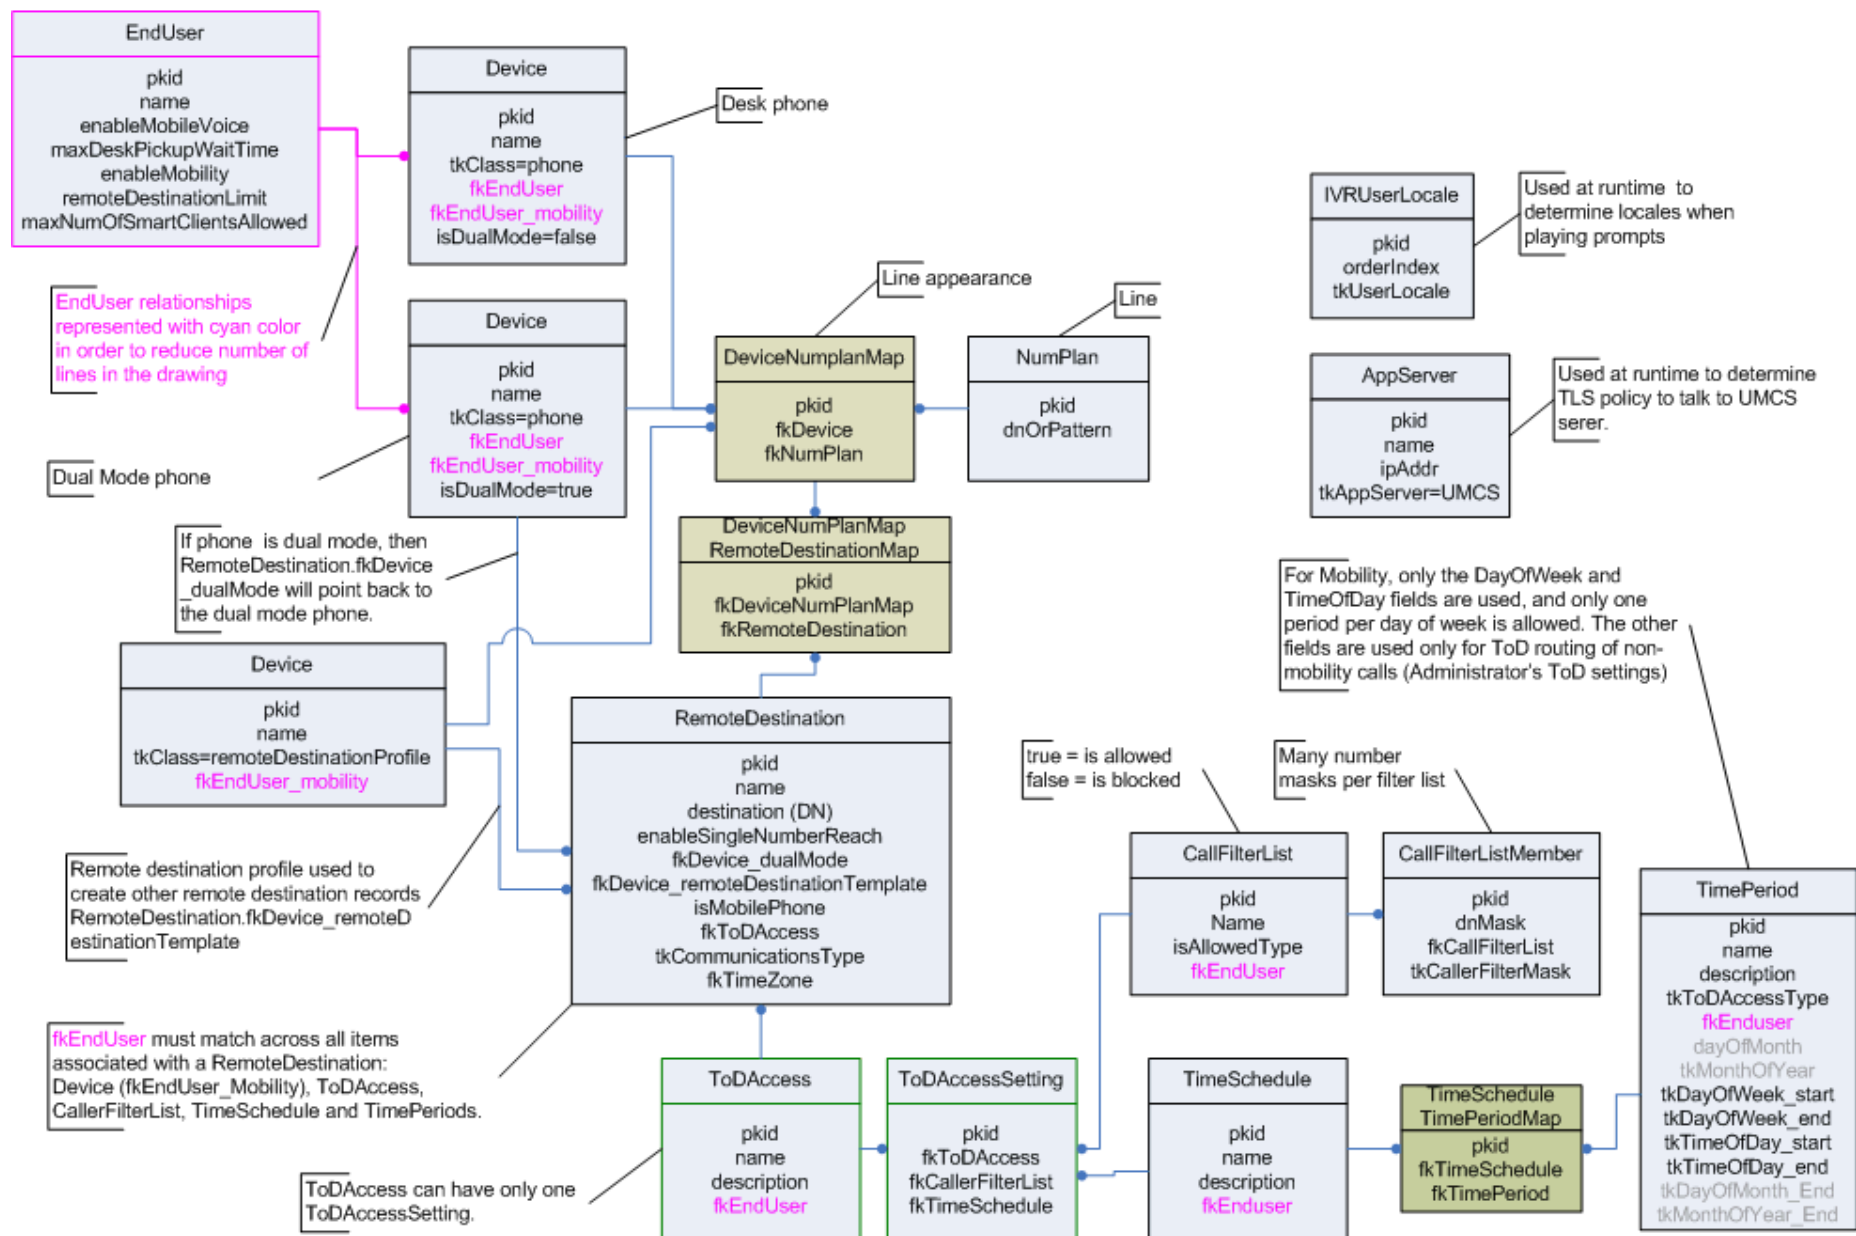 EndUser
pkid
name
enableMobileVoice
maxDeskPickupWaitTime
enableMobility
remoteDestinationLimit
maxNumOfSmartClientsAllowed
Device
pkid
name
tkClass=phone
fkEndUser
fkEndUser_mobility
isDualMode=false
Desk phone
EndUser relationships
represented with cyan color
in order to reduce number of
lines in the drawing
Device
pkid
name
tkClass=phone
fkEndUser
fkEndUser_mobility
isDualMode=true
Dual Mode phone
Line appearance
Line
DeviceNumplanMap
pkid
fkDevice
fkNumPlan
NumPlan
pkid
dnOrPattern
IVRUserLocale
pkid
orderIndex
tkUserLocale
Used at runtime to
determine locales when
playing prompts
AppServer
pkid
name
ipAddr
tkAppServer=UMCS
Used at runtime to determine
TLS policy to talk to UMCS
serer.
If phone is dual mode, then
RemoteDestination.fkDevice
_dualMode will point back to
the dual mode phone.
DeviceNumPlanMap
RemoteDestinationMap
pkid
fkDeviceNumPlanMap
fkRemoteDestination
For Mobility, only the DayOfWeek and
TimeOfDay fields are used, and only one
period per day of week is allowed. The other
fields are used only for ToD routing of non-
mobility calls (Administrator's ToD settings)
Device
pkid
name
tkClass=remoteDestinationProfile
fkEndUser_mobility
RemoteDestination
pkid
name
destination (DN)
enableSingleNumberReach
fkDevice_dualMode
fkDevice_remoteDestinationTemplate
isMobilePhone
fkToDAccess
tkCommunicationsType
fkTimeZone
Remote destination profile used to
create other remote destination records
RemoteDestination.fkDevice_remoteD
estinationTemplate
true = is allowed
false = is blocked
Many number
masks per filter list
CallFilterList
pkid
Name
isAllowedType
fkEndUser
CallFilterListMember
pkid
dnMask
fkCallFilterList
tkCallerFilterMask
TimePeriod
pkid
name
description
tkToDAccessType
fkEnduser
dayOfMonth
tkMonthOfYear
tkDayOfWeek_start
tkDayOfWeek_end
tkTimeOfDay_start
tkTimeOfDay_end
tkDayOfMonth_End
tkMonthOfYear_End
fkEndUser must match across all items
associated with a RemoteDestination:
Device (fkEndUser_Mobility), ToDAccess,
CallerFilterList, TimeSchedule and TimePeriods.
ToDAccess can have only one
ToDAccessSetting.
ToDAccess
pkid
name
description
fkEndUser
ToDAccessSetting
pkid
fkToDAccess
fkCallerFilterList
fkTimeSchedule
TimeSchedule
pkid
name
description
fkEnduser
TimeSchedule
TimePeriodMap
pkid
fkTimeSchedule
fkTimePeriod